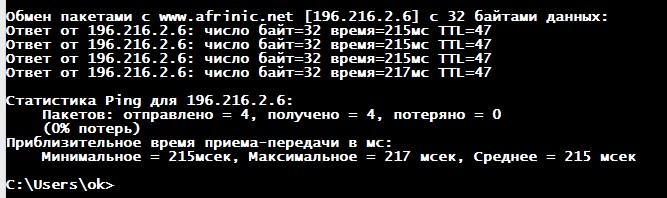 Обмен пакетами с www.afrinic.net [196.216.2.6] с 32 байтами данных:
Ответ от 196.216.2.6: число байт=32 время=215мс TTL=47
Ответ от 196.216.2.6: число байт=32 время=215мс TTL=47
Ответ от 196.216.2.6: число байт=32 время=215мс TTL=47
Ответ от 196.216.2.6: число байт=32 время=217мс TTL=47
Статистика Ping для 196.216.2.6:
Пакетов: отправлено = 4, получено = 4, потеряно = 0
(0% потерь)
Приблизительное время приема-передачи в мс:
Минимальное = 215мсек, Максимальное = 217 мсек, Среднее = 215 мсек
C:\Users\ok>